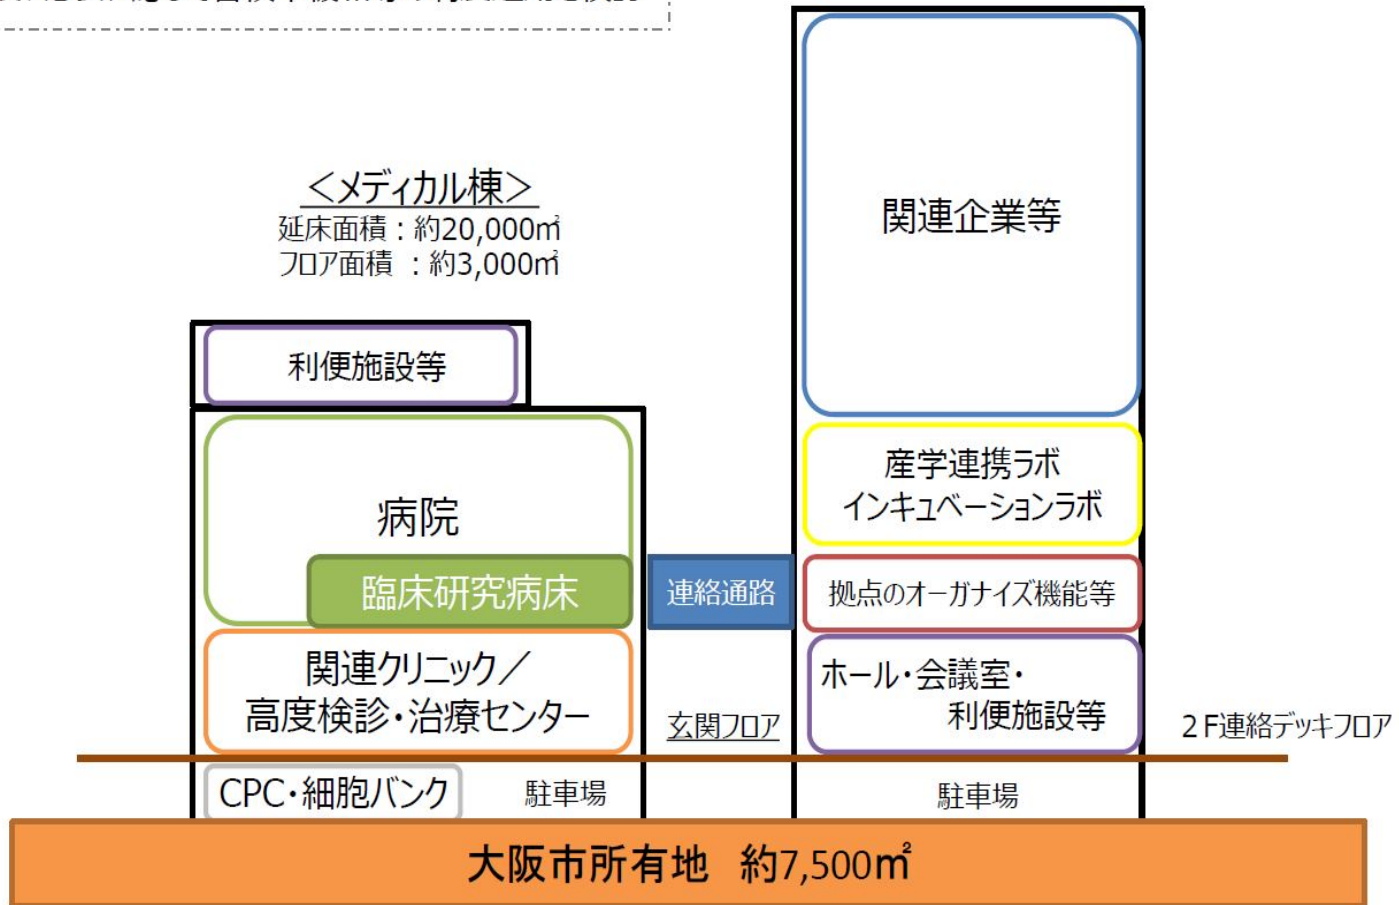 ＜メディカル棟＞
延床面積：約20,000㎡
フロア面積 ：約3,000㎡
関連企業等
利便施設等
産学連携ラボ
インキュベーションラボ
病院
臨床研究病床
連絡通路
拠点のオーガナイズ機能等
関連クリニック／
高度検診・治療センター
玄関フロア
ホール・会議室・
利便施設等
２F連絡デッキフロア
CPC・細胞バンク
駐車場
駐車場
大阪市所有地 約7,500㎡